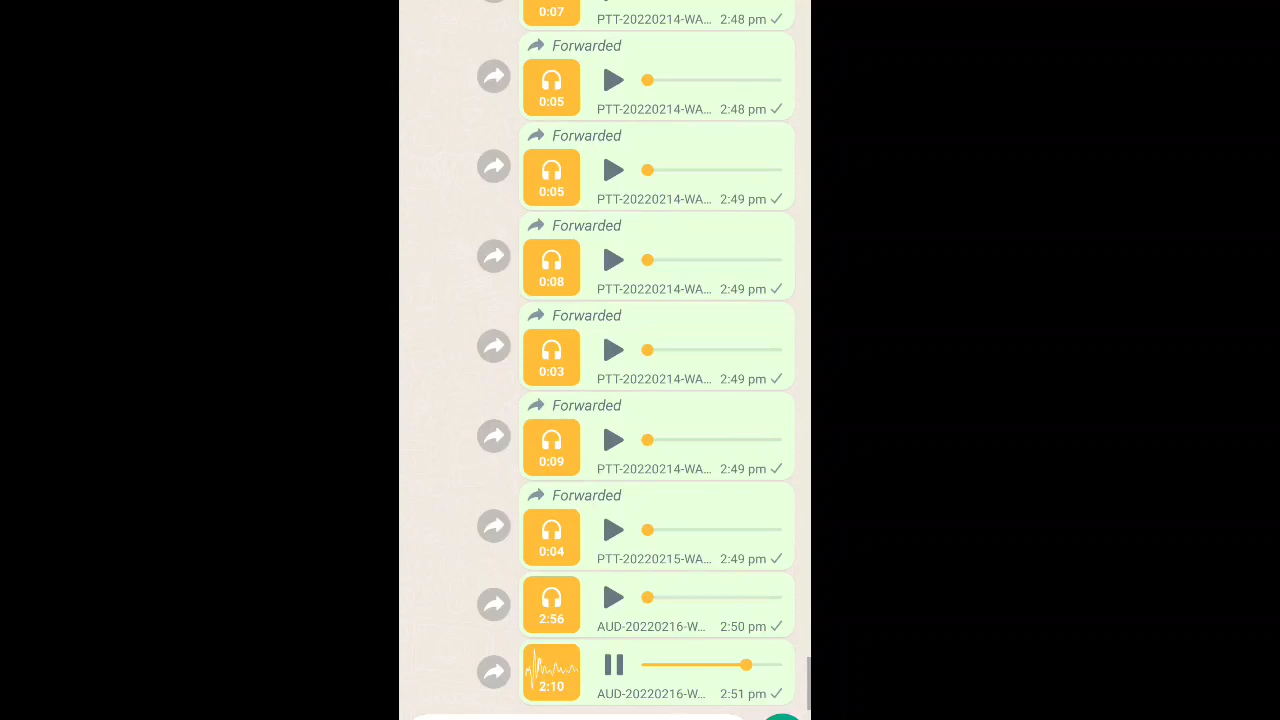 0:07
PTT-20220214-WA... 2:48 pm
Forwarded
0:05
PTT-20220214-WA... 2:48 pm
Forwarded
0:05
PTT-20220214-WA... 2:49 pm
Forwarded
0:08
PTT-20220214-WA... 2:49 pm
Forwarded
0:03
PTT-20220214-WA... 2:49 pm
Forwarded
0:09
PTT-20220214-WA... 2:49 pm
Forwarded
0:04
PTT-20220215-WA... 2:49 pm
2:56
AUD-20220216-W... 2:50 pm
2:10
AUD-20220216-W... 2:51 pm